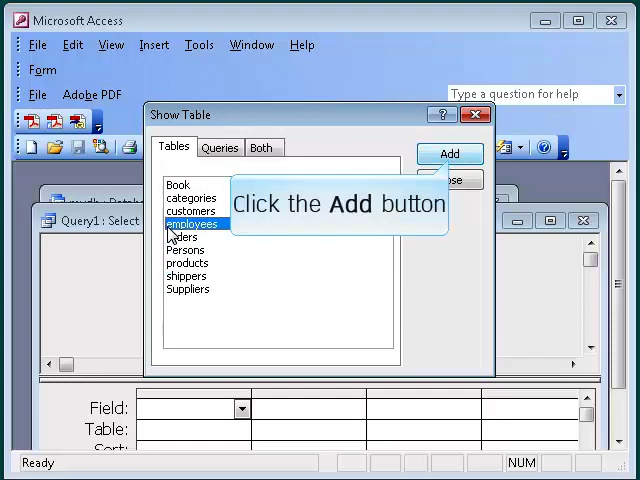 Microsoft Access
File Edit View Insert Tools Window Help
Form
File Adobe PDF Type a question for help
Show Table
Tables Queries Both
Add
Book
categories
customers
employees
Persons
products
shippers
Suppliers
Click the Add button
Query1 : Select
Field:
Table:
Ready NUM